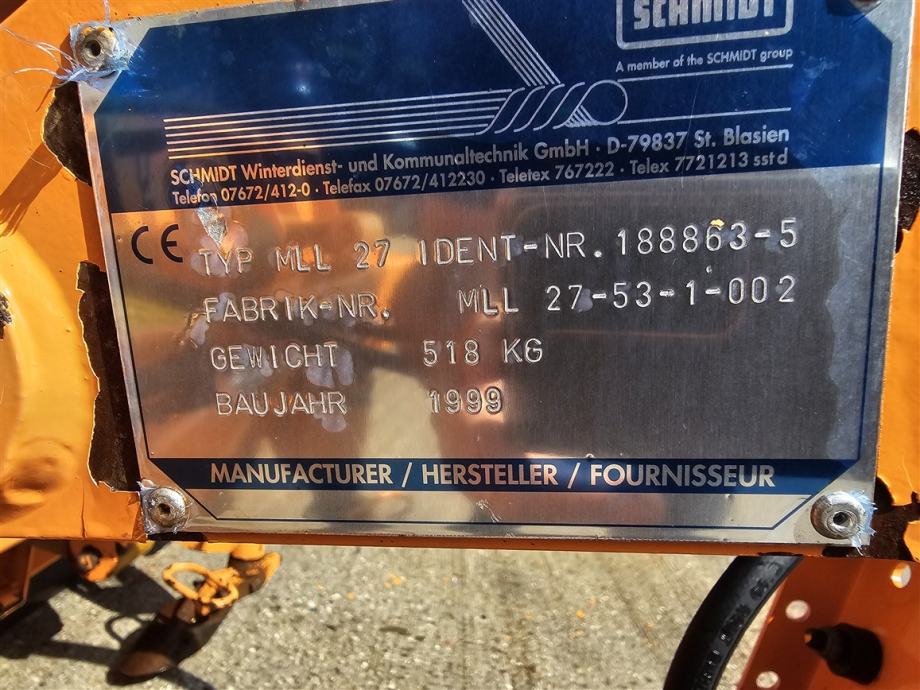 SCHMIDT
A member of the SCHMIDT group
SCHMIDT Winterdienst- und Kommunaltechnik GmbH · D-79837 St. Blasien
Telefon 07672/412-0 · Telefax 07672/412230 · Teletex 767222 · Telex 7721213 sst d
CE TYP MLL 27 IDENT-NR. 188863-5
FABRIK-NR. MLL 27-53-1-002
GEWICHT 518 KG
BAUJAHR 1999
MANUFACTURER / HERSTELLER / FOURNISSEUR